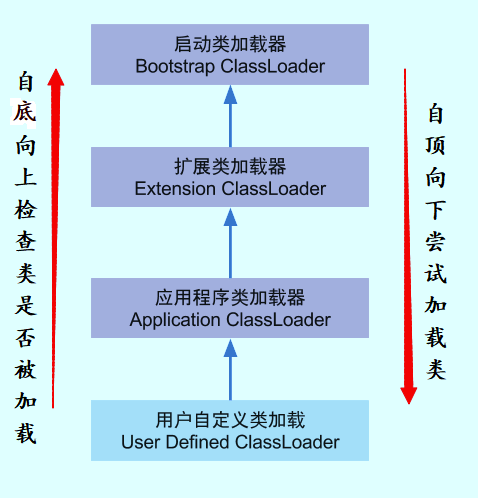 启动类加载器
Bootstrap ClassLoader
扩展类加载器
Extension ClassLoader
应用程序类加载器
Application ClassLoader
用户自定义类加载
User Defined ClassLoader
自底向上检查类是否被加载
自顶向下尝试加载类